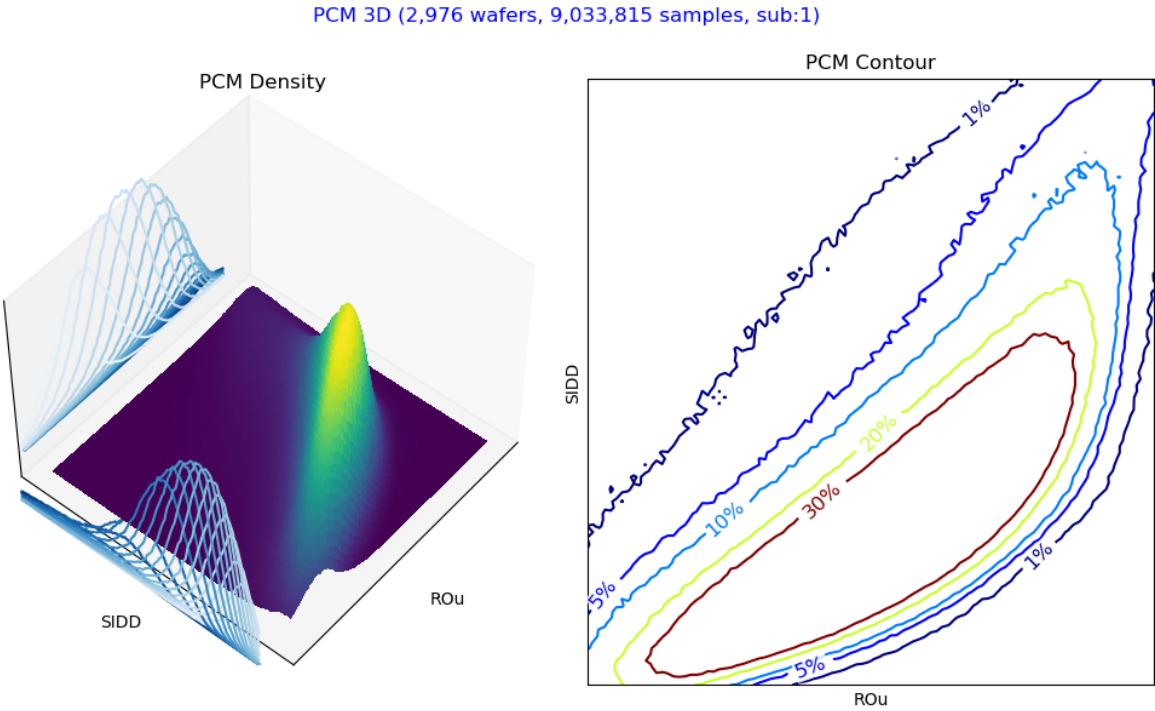 PCM 3D (2,976 wafers, 9,033,815 samples, sub:1)
PCM Density
SIDD
ROu
PCM Contour
1%
20%
30%
10%
5%
1%
5%
SIDD
ROu